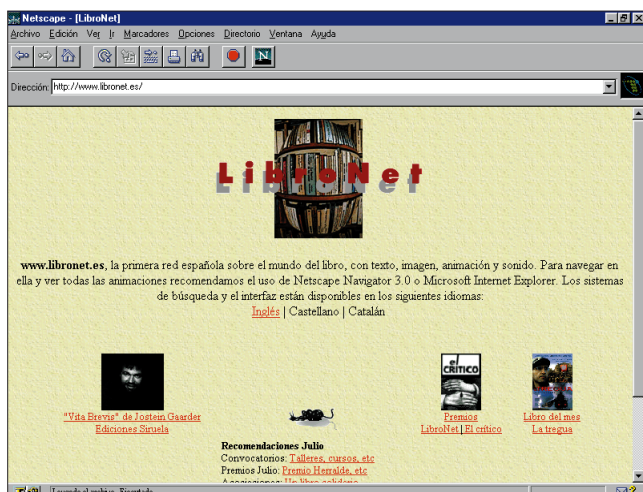 Netscape - [LibroNet]
Archivo Edición Ver Ir Marcadores Opciones Directorio Ventana Ayuda
N
Dirección: http://www.libronet.es/
LibroNet
www.libronet.es, la primera red española sobre el mundo del libro, con texto, imagen, animación y sonido. Para navegar en
ella y ver todas las animaciones recomendamos el uso de Netscape Navigator 3.0 o Microsoft Internet Explorer. Los sistemas
de búsqueda y el interfaz están disponibles en los siguientes idiomas:
Inglés | Castellano | Catalán
el CRITICO
"Vita Brevis" de Jostein Gaarder
Ediciones Siruela
Premios
LibroNet | El crítico
Libro del mes
La tregua
Recomendaciones Julio
Convocatorios: Talleres, cursos, etc
Premios Julio: Premio Herralde, etc
Asociaciones: Un libro solidario